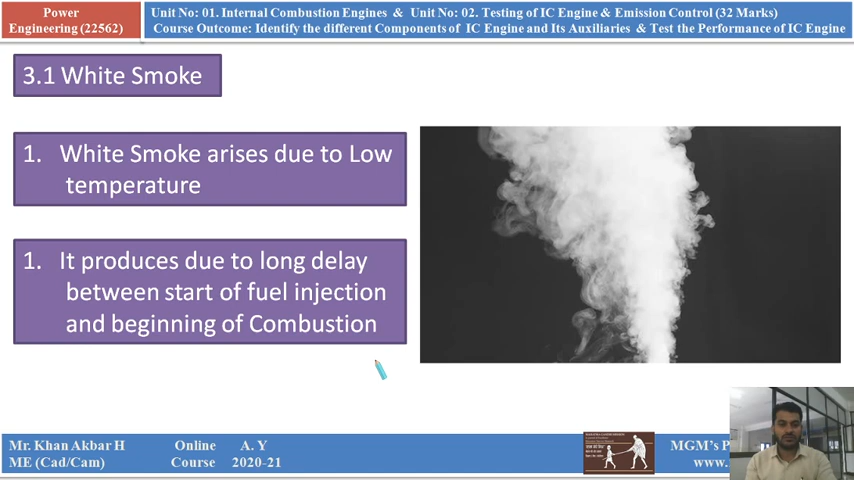 Power
Engineering (22562)
Unit No: 01. Internal Combustion Engines & Unit No: 02. Testing of IC Engine & Emission Control (32 Marks)
Course Outcome: Identify the different Components of IC Engine and Its Auxiliaries & Test the Performance of IC Engine
3.1 White Smoke
1. White Smoke arises due to Low
temperature
1. It produces due to long delay
between start of fuel injection
and beginning of Combustion
Mr. Khan Akbar H
ME (Cad/Cam)
Online
Course
A. Y
2020-21
MGM's P
www.